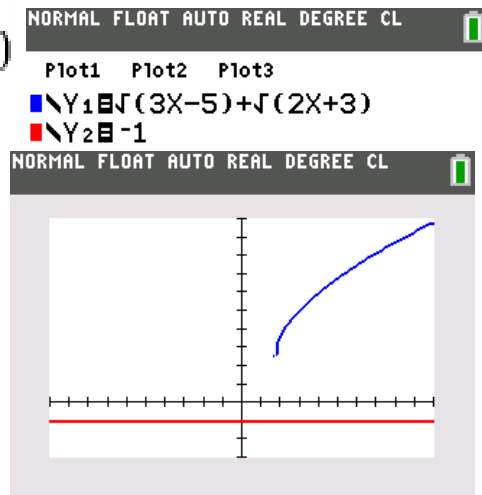 )
NORMAL FLOAT AUTO REAL DEGREE CL
Plot1 Plot2 Plot3
\Y₁=√(3X-5)+√(2X+3)
\Y₂=-1
NORMAL FLOAT AUTO REAL DEGREE CL